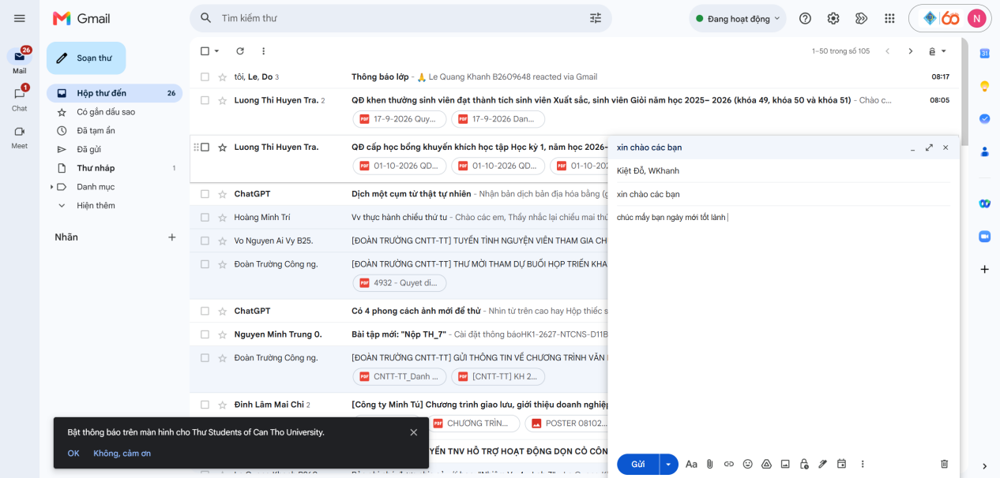 Gmail
Tìm kiếm thư
Đang hoạt động
60
N
26
Mail
1
Chat
Meet
Soạn thư
Hộp thư đến 26
Có gắn dấu sao
Đã tạm ẩn
Đã gửi
Thư nháp 1
Danh mục
Hiện thêm
Nhãn
1–50 trong số 105
tôi, Le, Do 3 Thông báo lớp - 🙏 Le Quang Khanh B2609648 reacted via Gmail 08:17
Luong Thi Huyen Tra. 2 QĐ khen thưởng sinh viên đạt thành tích sinh viên Xuất sắc, sinh viên Giỏi năm học 2025– 2026 (khóa 49, khóa 50 và khóa 51) - Chào c... 08:05
PDF 17-9-2026 Quy... PDF 17-9-2026 Dan...
Luong Thi Huyen Tra. QĐ cấp học bổng khuyến khích học tập Học kỳ 1, năm học 2026-
PDF 01-10-2026 QD... PDF 01-10-2026 QD... PDF 01-10-202
ChatGPT Dịch một cụm từ thật tự nhiên - Nhận bản dịch bản địa hóa bằng (g
Hoàng Minh Trí Vv thực hành chiều thứ tư - Chào các em, Thầy nhắc lại chiều mai thứ
Vo Nguyen Ai Vy B25. [ĐOÀN TRƯỜNG CNTT-TT] TUYỂN TÌNH NGUYỆN VIÊN THAM GIA CH
Đoàn Trường Công ng. [ĐOÀN TRƯỜNG CNTT-TT] THƯ MỜI THAM DỰ BUỔI HỌP TRIỂN KHA
PDF 4932 - Quyet di...
ChatGPT Có 4 phong cách ảnh mới để thử - Nhìn từ trên cao hay Hộp thiếc s
Nguyen Minh Trung 0. Bài tập mới: "Nộp TH_7" - Cài đặt thông báoHK1-2627-NTCNS-D11B
Đoàn Trường Công ng. [ĐOÀN TRƯỜNG CNTT-TT] GỬI THÔNG TIN VỀ CHƯƠNG TRÌNH VĂN
PDF CNTT-TT_Danh ... PDF [CNTT-TT] KH 2...
Đinh Lâm Mai Chi 2 [Công ty Minh Tú] Chương trình giao lưu, giới thiệu doanh nghiệp
PDF CHƯƠNG TRÌN... POSTER 08102...
YỂN TNV HỖ TRỢ HOẠT ĐỘNG DỌN CỎ CÔN
xin chào các bạn
Kiệt Đỗ, WKhanh
xin chào các bạn
chúc mấy bạn ngày mới tốt lành
Gửi
Aa
31
Bật thông báo trên màn hình cho Thư Students of Can Tho University.
OK Không, cảm ơn